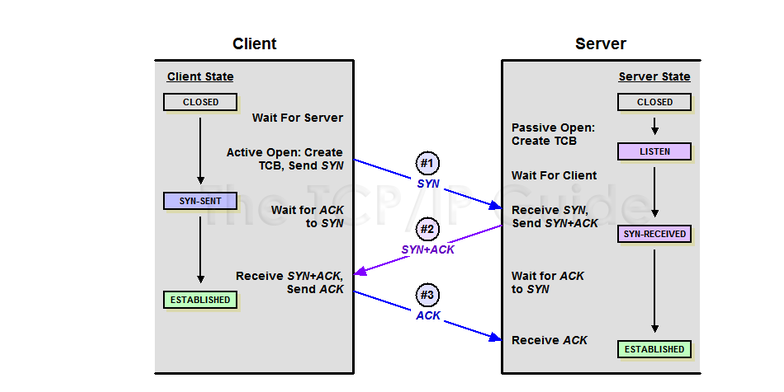 Client
Server
Client State
CLOSED
Wait For Server
Active Open: Create
TCB, Send SYN
SYN-SENT
Wait for ACK
to SYN
Receive SYN+ACK,
Send ACK
ESTABLISHED
#1
SYN
#2
SYN+ACK
#3
ACK
Server State
CLOSED
Passive Open:
Create TCB
LISTEN
Wait For Client
Receive SYN,
Send SYN+ACK
SYN-RECEIVED
Wait for ACK
to SYN
Receive ACK
ESTABLISHED
The TCP/IP Guide